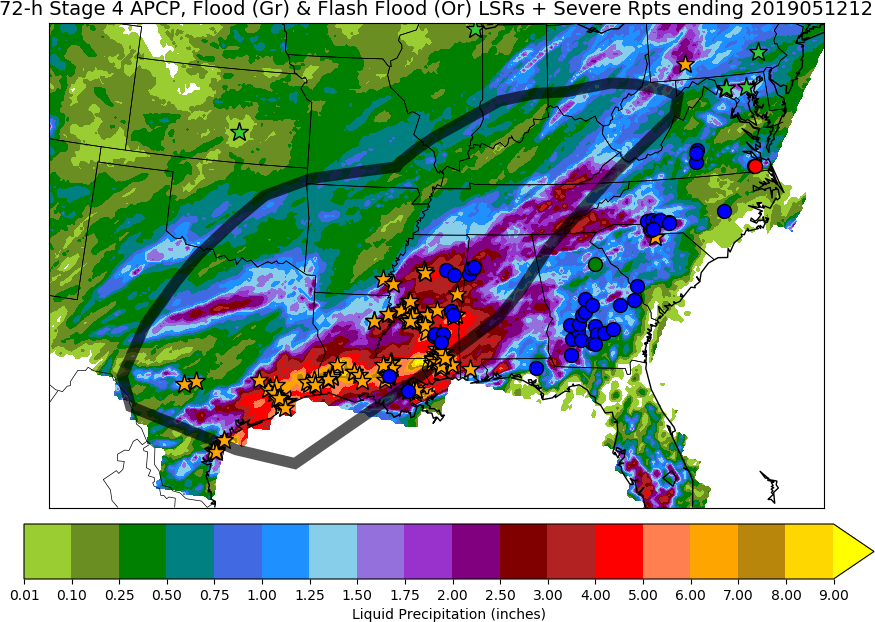 72-h Stage 4 APCP, Flood (Gr) & Flash Flood (Or) LSRs + Severe Rpts ending 2019051212
0.01 0.10 0.25 0.50 0.75 1.00 1.25 1.50 1.75 2.00 2.50 3.00 4.00 5.00 6.00 7.00 8.00 9.00
Liquid Precipitation (inches)